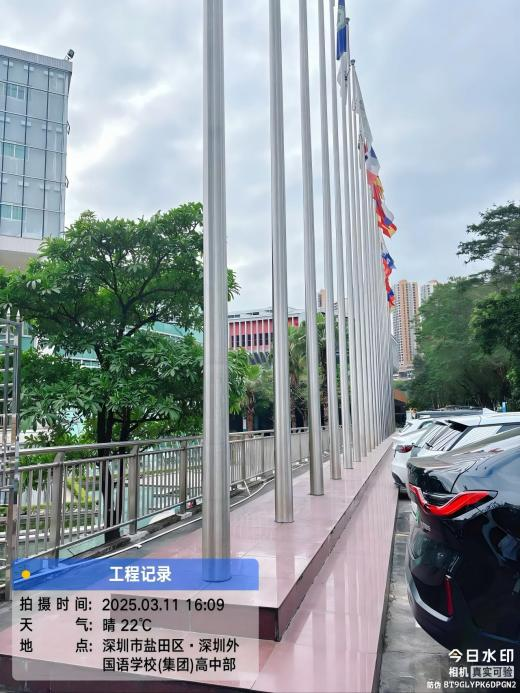 工程记录
拍摄时间: 2025.03.11 16:09
天 气: 晴 22℃
地 点: 深圳市盐田区·深圳外
国语学校(集团)高中部
今日水印
相机 真实可验
防伪 BT9GLYPK6DPGN2